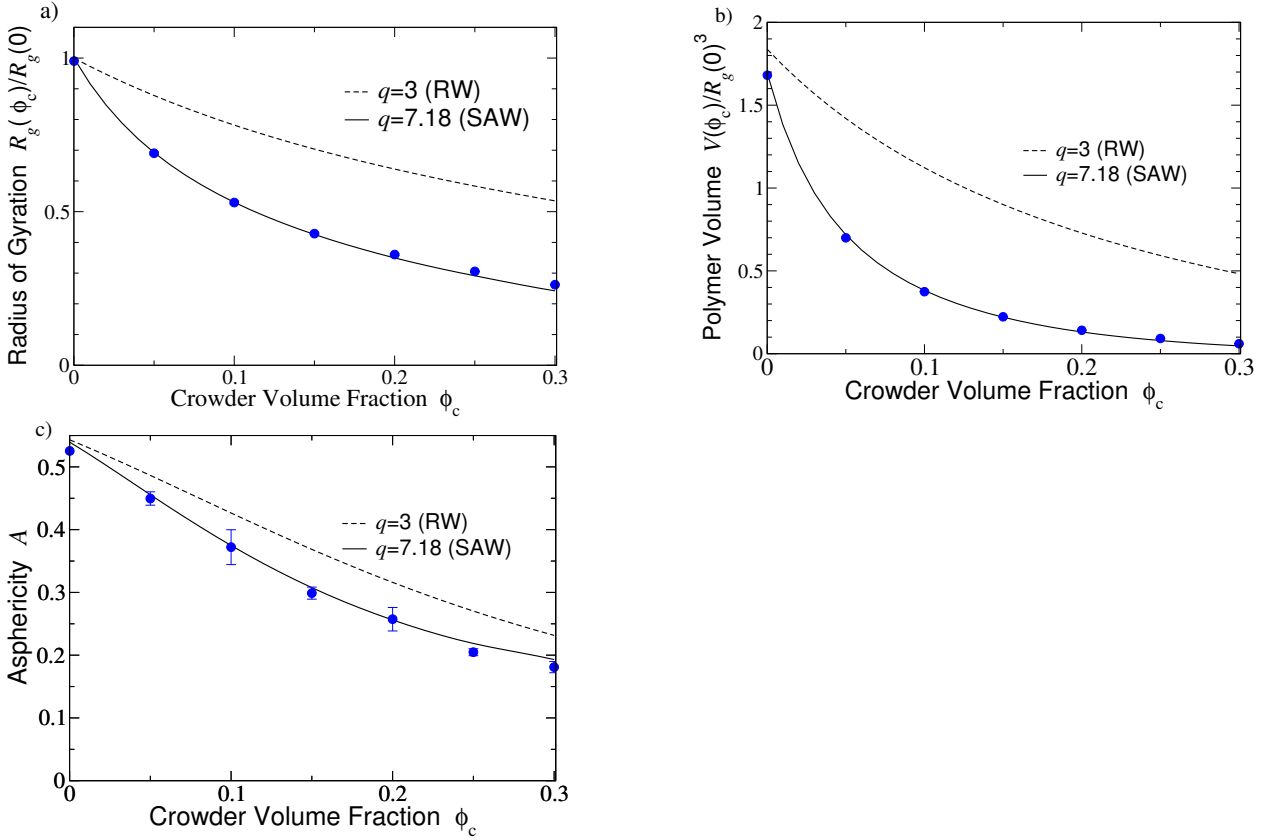 a)
Radius of Gyration R_g(ϕ_c)/R_g(0)
1
0.5
0
q=3 (RW)
q=7.18 (SAW)
0 0.1 0.2 0.3
Crowder Volume Fraction ϕ_c
b)
Polymer Volume V(ϕ_c)/R_g(0)^3
2
1.5
1
0.5
0
q=3 (RW)
q=7.18 (SAW)
0 0.1 0.2 0.3
Crowder Volume Fraction ϕ_c
c)
Asphericity A
0.5
0.4
0.3
0.2
0.1
0
q=3 (RW)
q=7.18 (SAW)
0 0.1 0.2 0.3
Crowder Volume Fraction ϕ_c